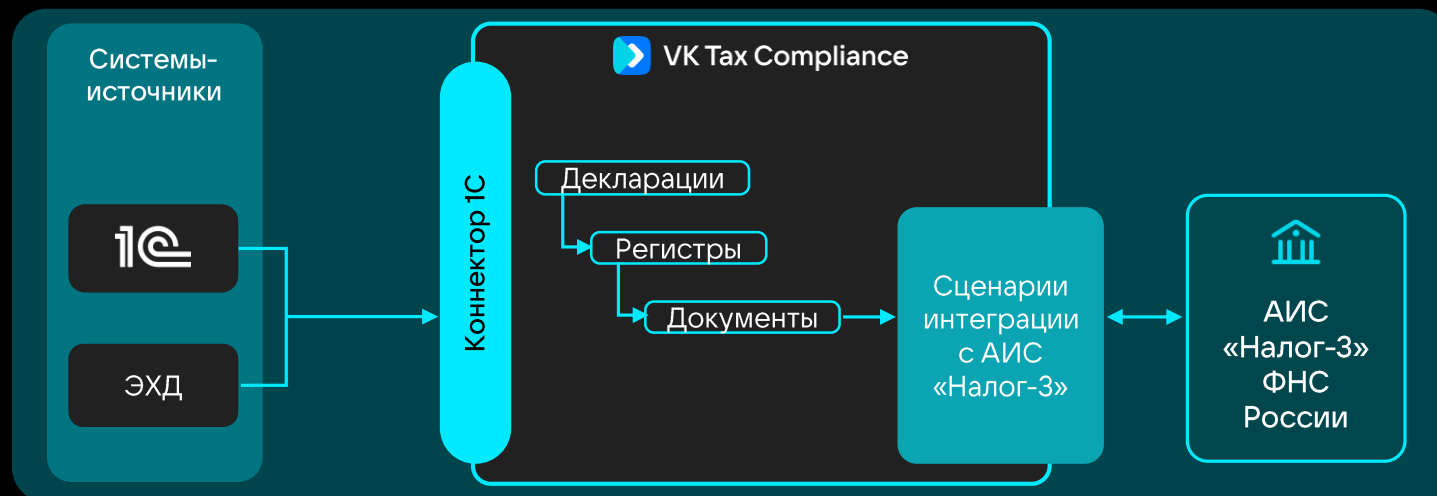 Системы-
источники
1С
ЭХД
Коннектор 1С
VK Tax Compliance
Декларации
Регистры
Документы
Сценарии
интеграции
с АИС
«Налог-3»
АИС
«Налог-3»
ФНС
России